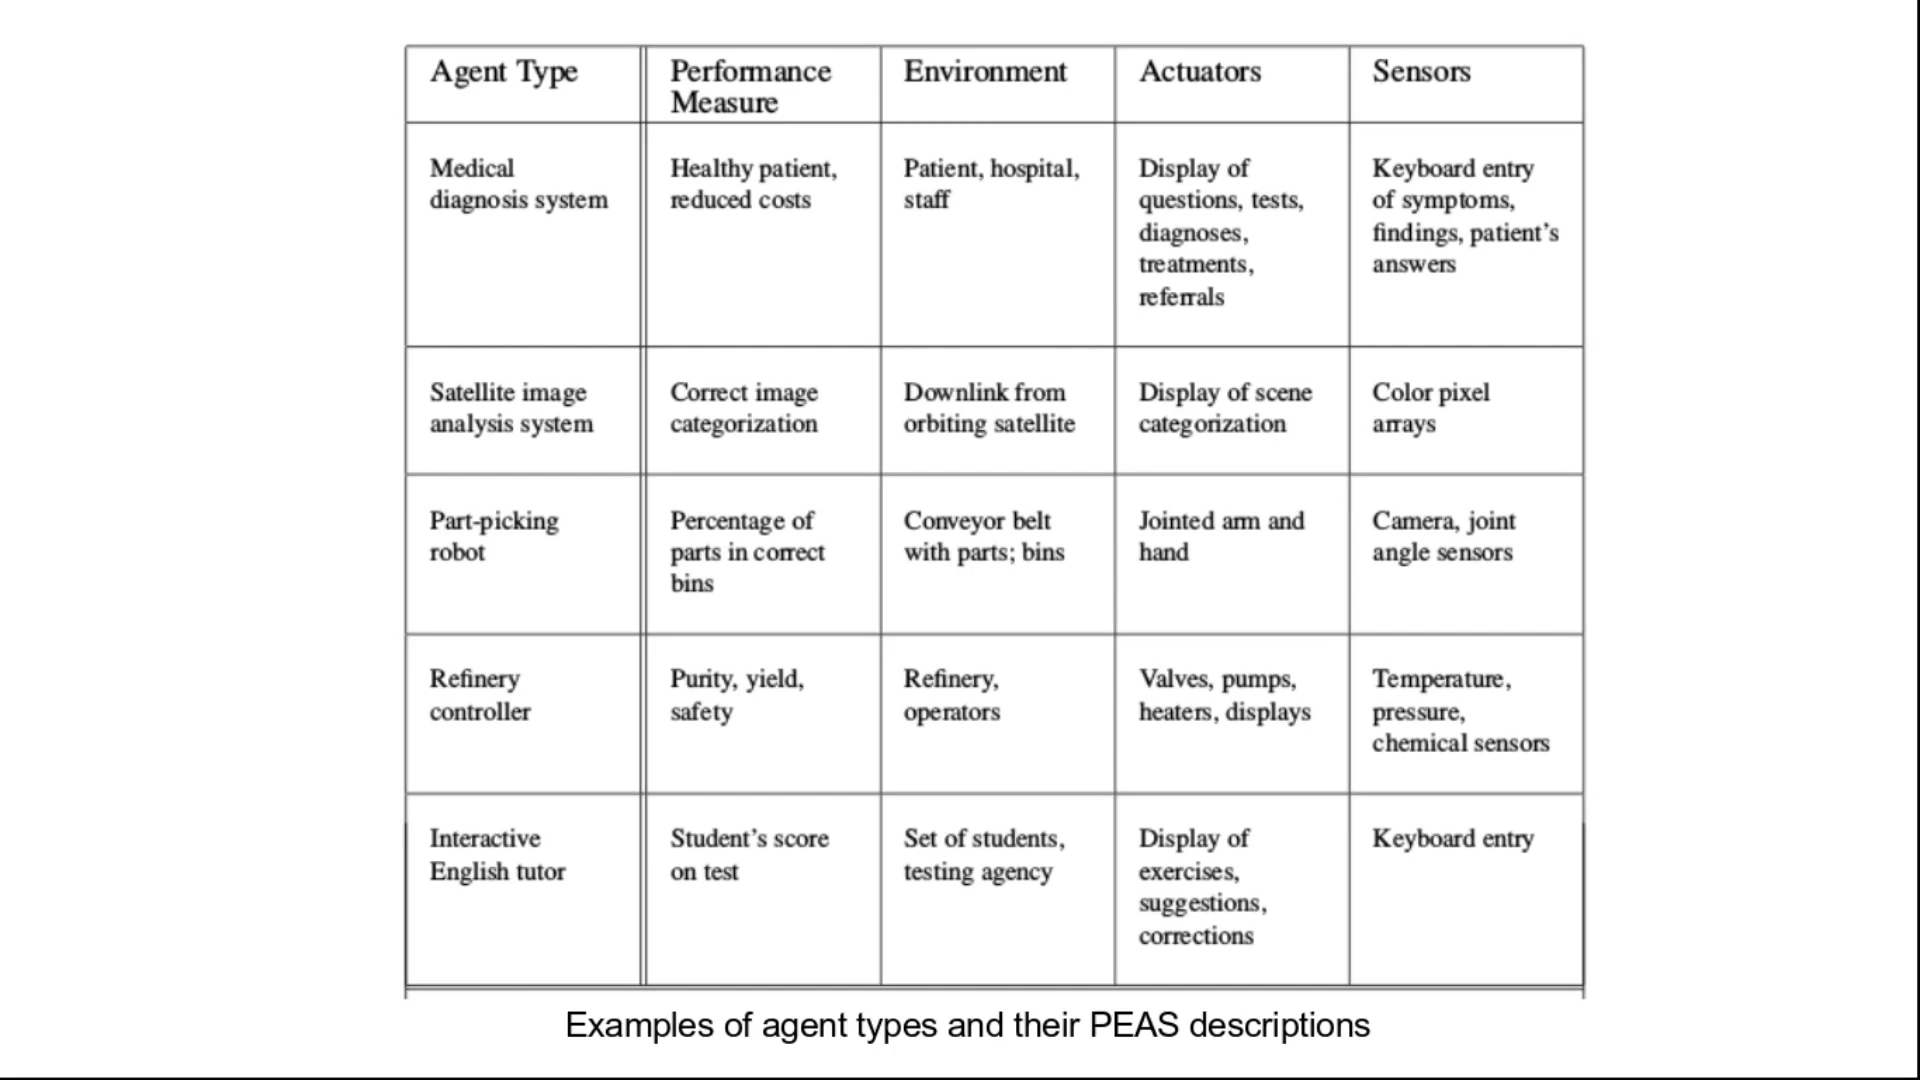 Agent Type
Performance
Measure
Environment
Actuators
Sensors
Medical
diagnosis system
Healthy patient,
reduced costs
Patient, hospital,
staff
Display of
questions, tests,
diagnoses,
treatments,
referrals
Keyboard entry
of symptoms,
findings, patient's
answers
Satellite image
analysis system
Correct image
categorization
Downlink from
orbiting satellite
Display of scene
categorization
Color pixel
arrays
Part-picking
robot
Percentage of
parts in correct
bins
Conveyor belt
with parts; bins
Jointed arm and
hand
Camera, joint
angle sensors
Refinery
controller
Purity, yield,
safety
Refinery,
operators
Valves, pumps,
heaters, displays
Temperature,
pressure,
chemical sensors
Interactive
English tutor
Student's score
on test
Set of students,
testing agency
Display of
exercises,
suggestions,
corrections
Keyboard entry
Examples of agent types and their PEAS descriptions